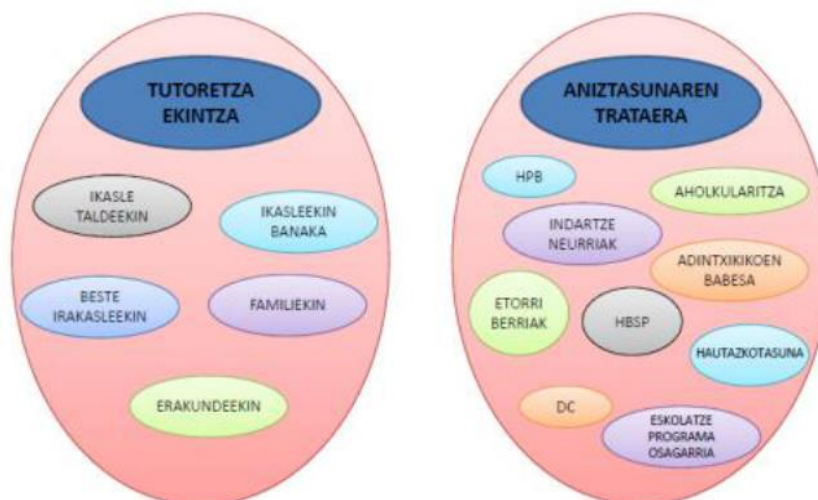 TUTORETZA
EKINTZA
IKASLE
TALDEEKIN
IKASLEEKIN
BANAKA
BESTE
IRAKASLEEKIN
FAMILIEKIN
ERAKUNDEEKIN
ANIZTASUNAREN
TRATAERA
HPB
AHOLKULARITZA
INDARTZE
NEURRIAK
ADINTXIKIKOEN
BABESA
ETORRI
BERRIAK
HBSP
HAUTAZKOTASUNA
DC
ESKOLATZE
PROGRAMA
OSAGARRIA